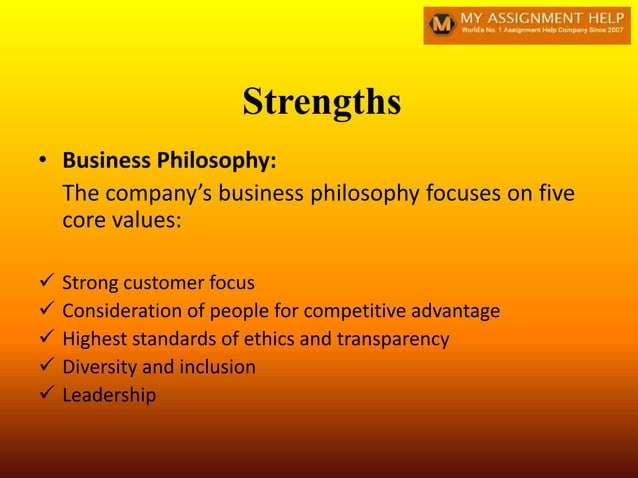 M MY ASSIGNMENT HELP
World's No. 1 Assignment Help Company Since 2007
Strengths
• Business Philosophy:
The company’s business philosophy focuses on five
core values:
✓ Strong customer focus
✓ Consideration of people for competitive advantage
✓ Highest standards of ethics and transparency
✓ Diversity and inclusion
✓ Leadership